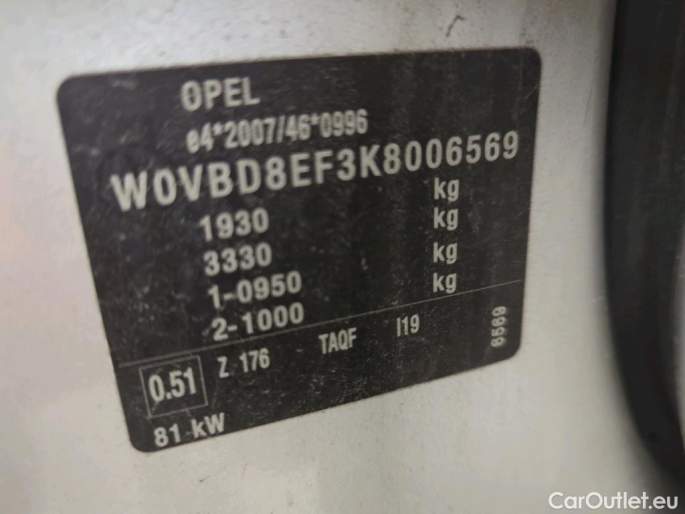 OPEL
e4*2007/46*0996
W0VBD8EF3K8006569
1930 kg
3330 kg
1-0950 kg
2-1000 kg
0.51 Z 176 TAQF I19 6569
81 kW
CarOutlet.eu